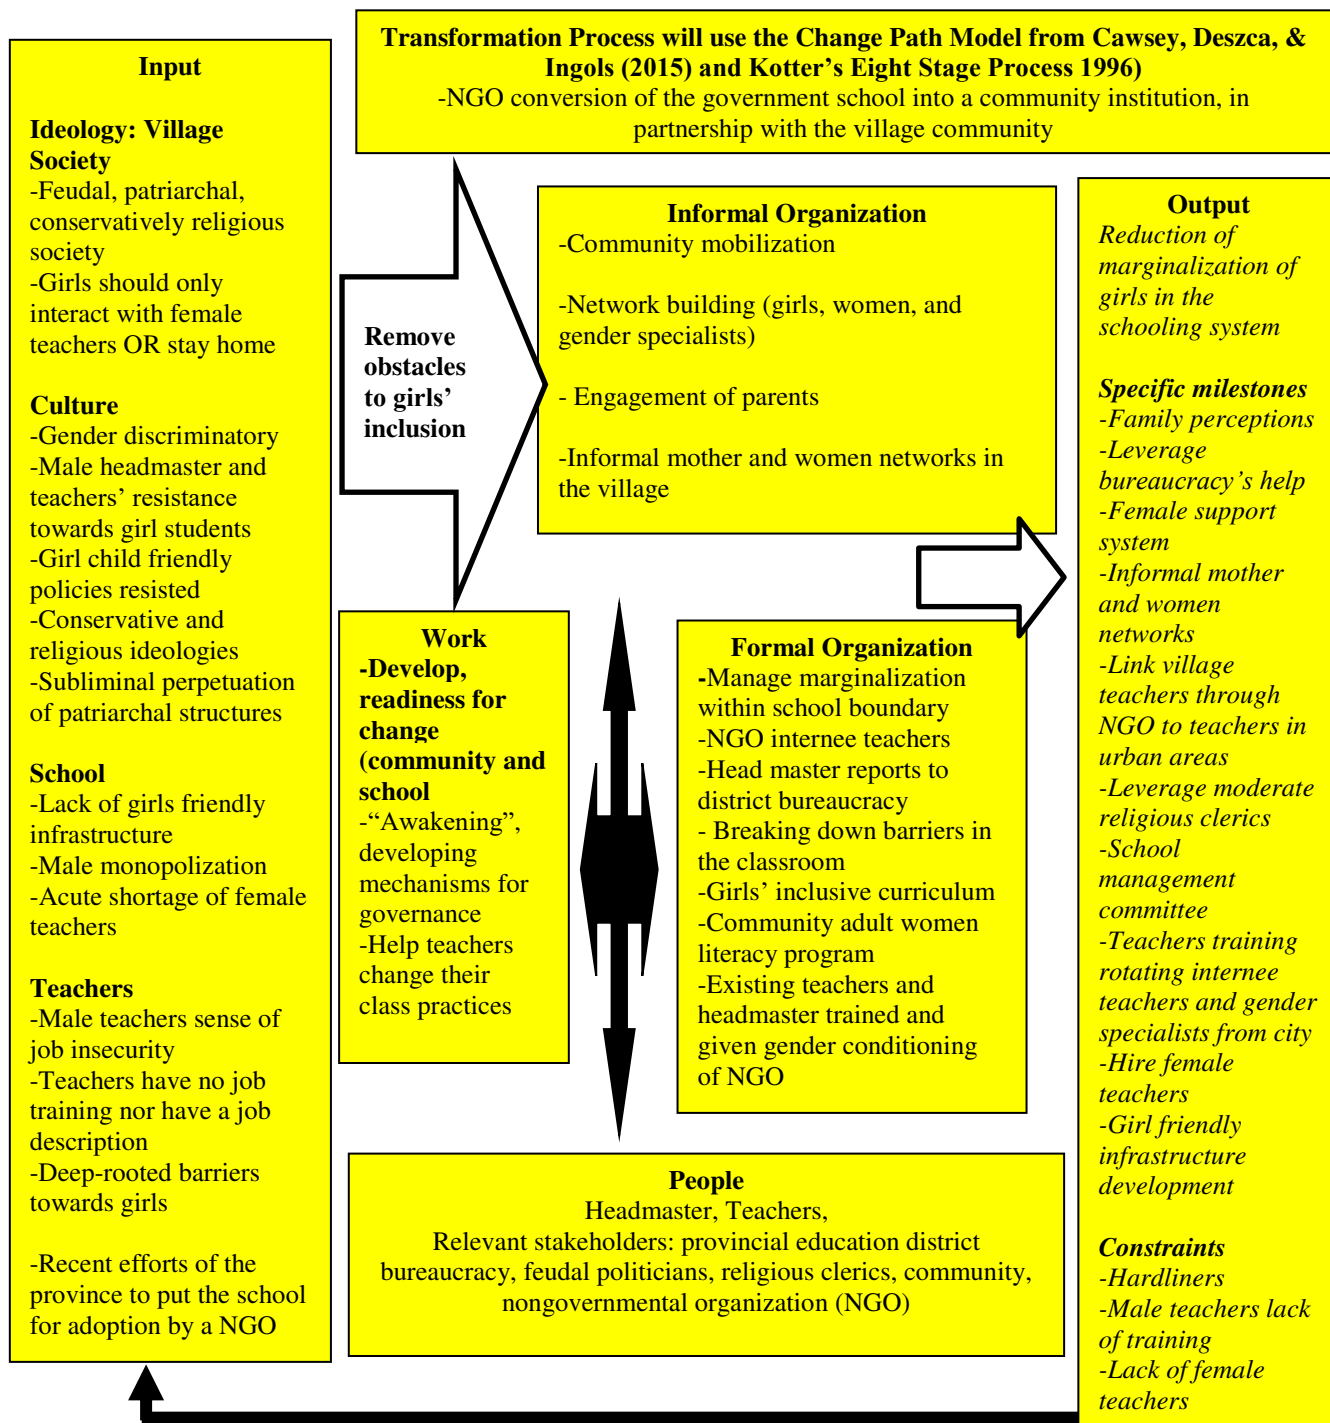 Transformation Process will use the Change Path Model from Cawsey, Deszca, &
Ingols (2015) and Kotter's Eight Stage Process 1996)
-NGO conversion of the government school into a community institution, in
partnership with the village community
Input
Ideology: Village
Society
-Feudal, patriarchal,
conservatively religious
society
-Girls should only
interact with female
teachers OR stay home
Culture
-Gender discriminatory
-Male headmaster and
teachers' resistance
towards girl students
-Girl child friendly
policies resisted
-Conservative and
religious ideologies
-Subliminal perpetuation
of patriarchal structures
School
-Lack of girls friendly
infrastructure
-Male monopolization
-Acute shortage of female
teachers
Teachers
-Male teachers sense of
job insecurity
-Teachers have no job
training nor have a job
description
-Deep-rooted barriers
towards girls
-Recent efforts of the
province to put the school
for adoption by a NGO
Remove
obstacles
to girls'
inclusion
Informal Organization
-Community mobilization
-Network building (girls, women, and
gender specialists)
- Engagement of parents
-Informal mother and women networks in
the village
Work
-Develop,
readiness for
change
(community and
school
-“Awakening”,
developing
mechanisms for
governance
-Help teachers
change their
class practices
Formal Organization
-Manage marginalization
within school boundary
-NGO internee teachers
-Head master reports to
district bureaucracy
- Breaking down barriers in
the classroom
-Girls' inclusive curriculum
-Community adult women
literacy program
-Existing teachers and
headmaster trained and
given gender conditioning
of NGO
People
Headmaster, Teachers,
Relevant stakeholders: provincial education district
bureaucracy, feudal politicians, religious clerics, community,
nongovernmental organization (NGO)
Output
Reduction of
marginalization of
girls in the
schooling system
Specific milestones
-Family perceptions
-Leverage
bureaucracy's help
-Female support
system
-Informal mother
and women
networks
-Link village
teachers through
NGO to teachers in
urban areas
-Leverage moderate
religious clerics
-School
management
committee
-Teachers training
rotating internee
teachers and gender
specialists from city
-Hire female
teachers
-Girl friendly
infrastructure
development
Constraints
-Hardliners
-Male teachers lack
of training
-Lack of female
teachers